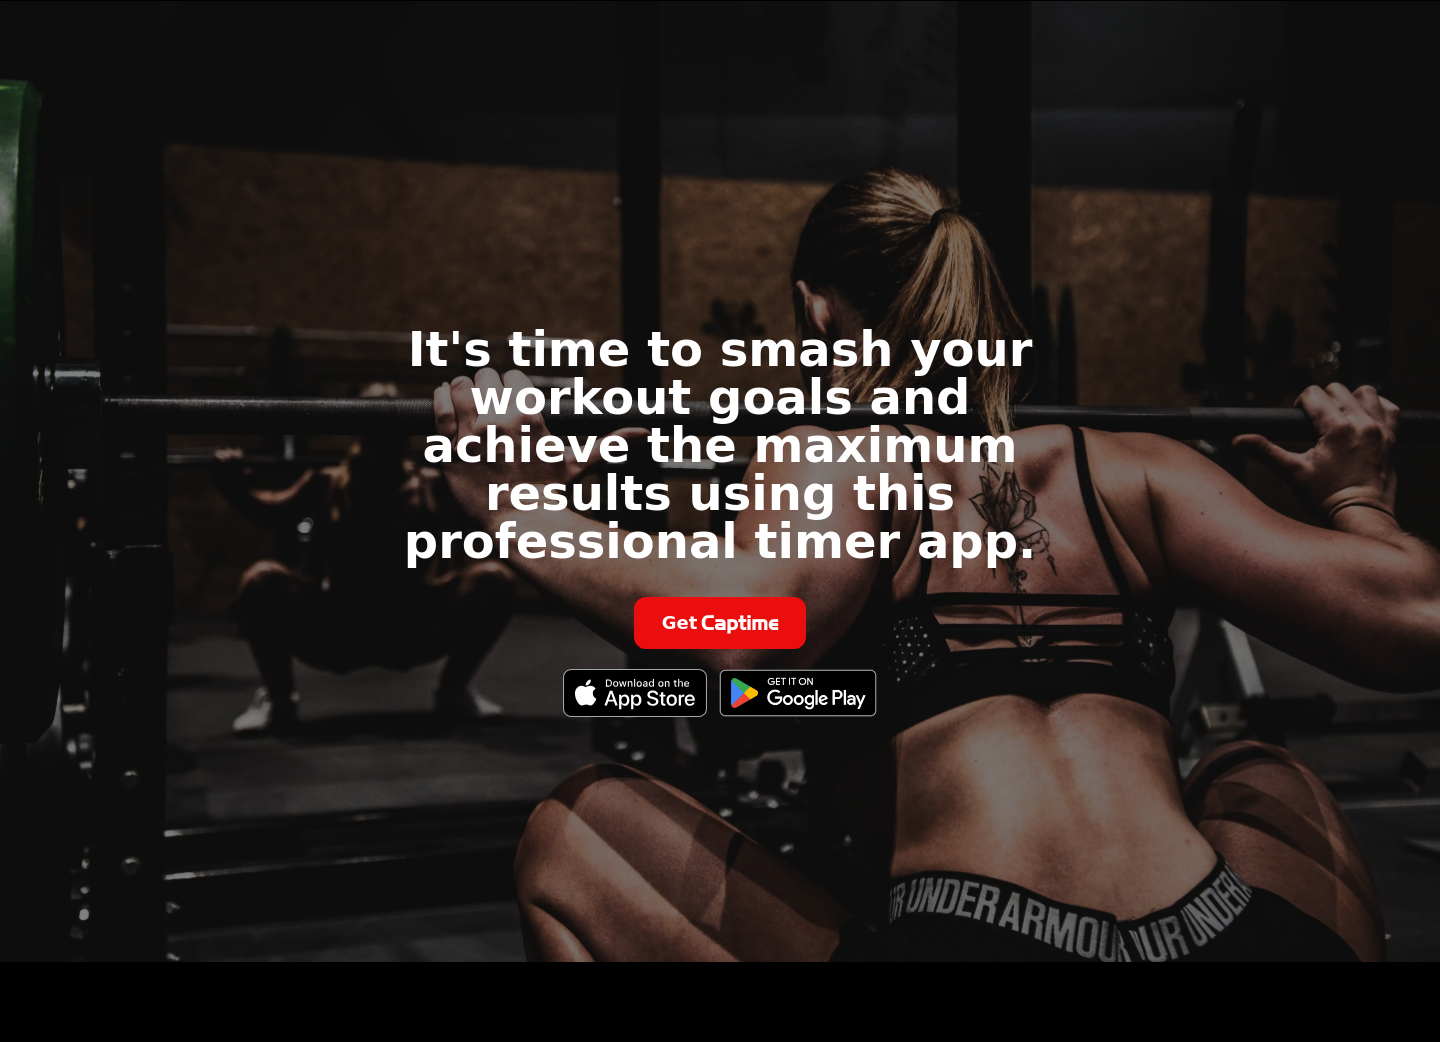 It's time to smash your
workout goals and
achieve the maximum
results using this
professional timer app.
Get Captime
Download on the
App Store
GET IT ON
Google Play
UNDER ARMOUR UNDER